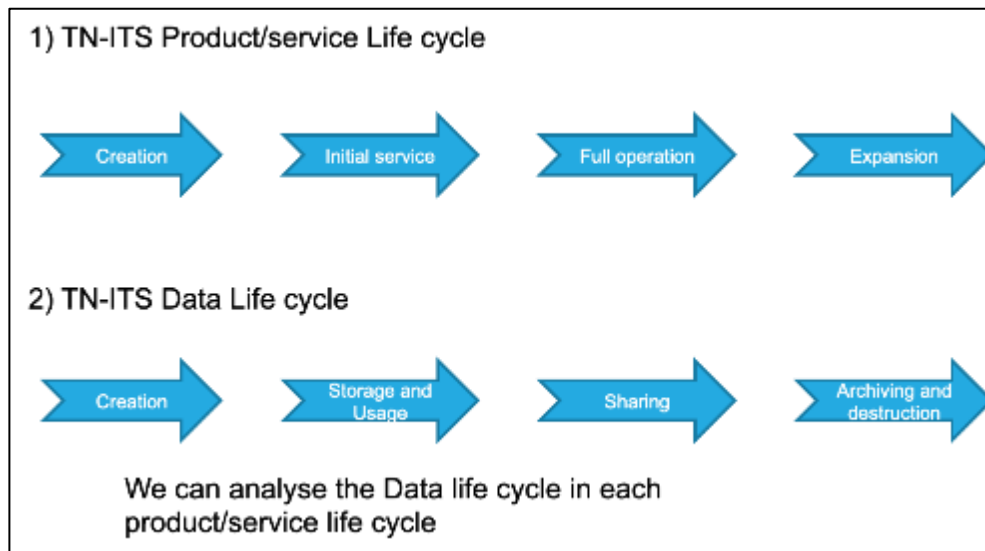 1) TN-ITS Product/service Life cycle
Creation
Initial service
Full operation
Expansion
2) TN-ITS Data Life cycle
Creation
Storage and
Usage
Sharing
Archiving and
destruction
We can analyse the Data life cycle in each
product/service life cycle